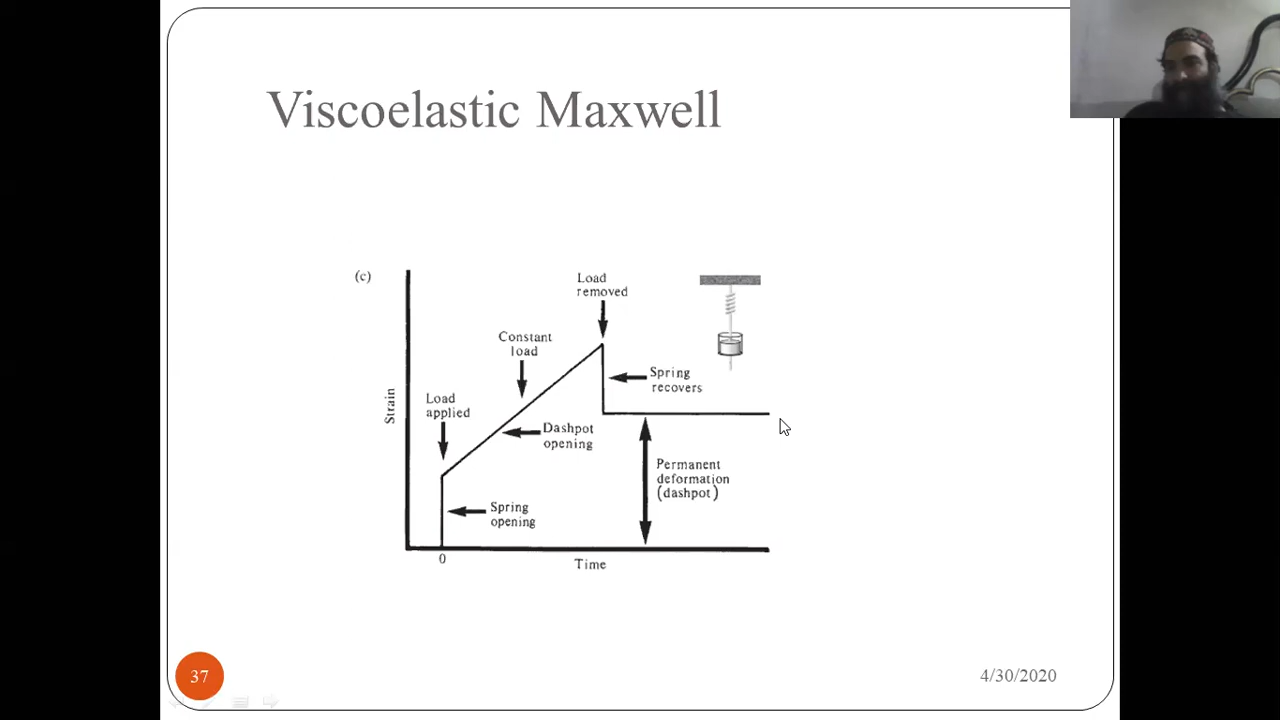 Viscoelastic Maxwell
(c)
Load
removed
Constant
load
Spring
recovers
Load
applied
Strain
Dashpot
opening
Permanent
deformation
(dashpot)
Spring
opening
0
Time
37
4/30/2020